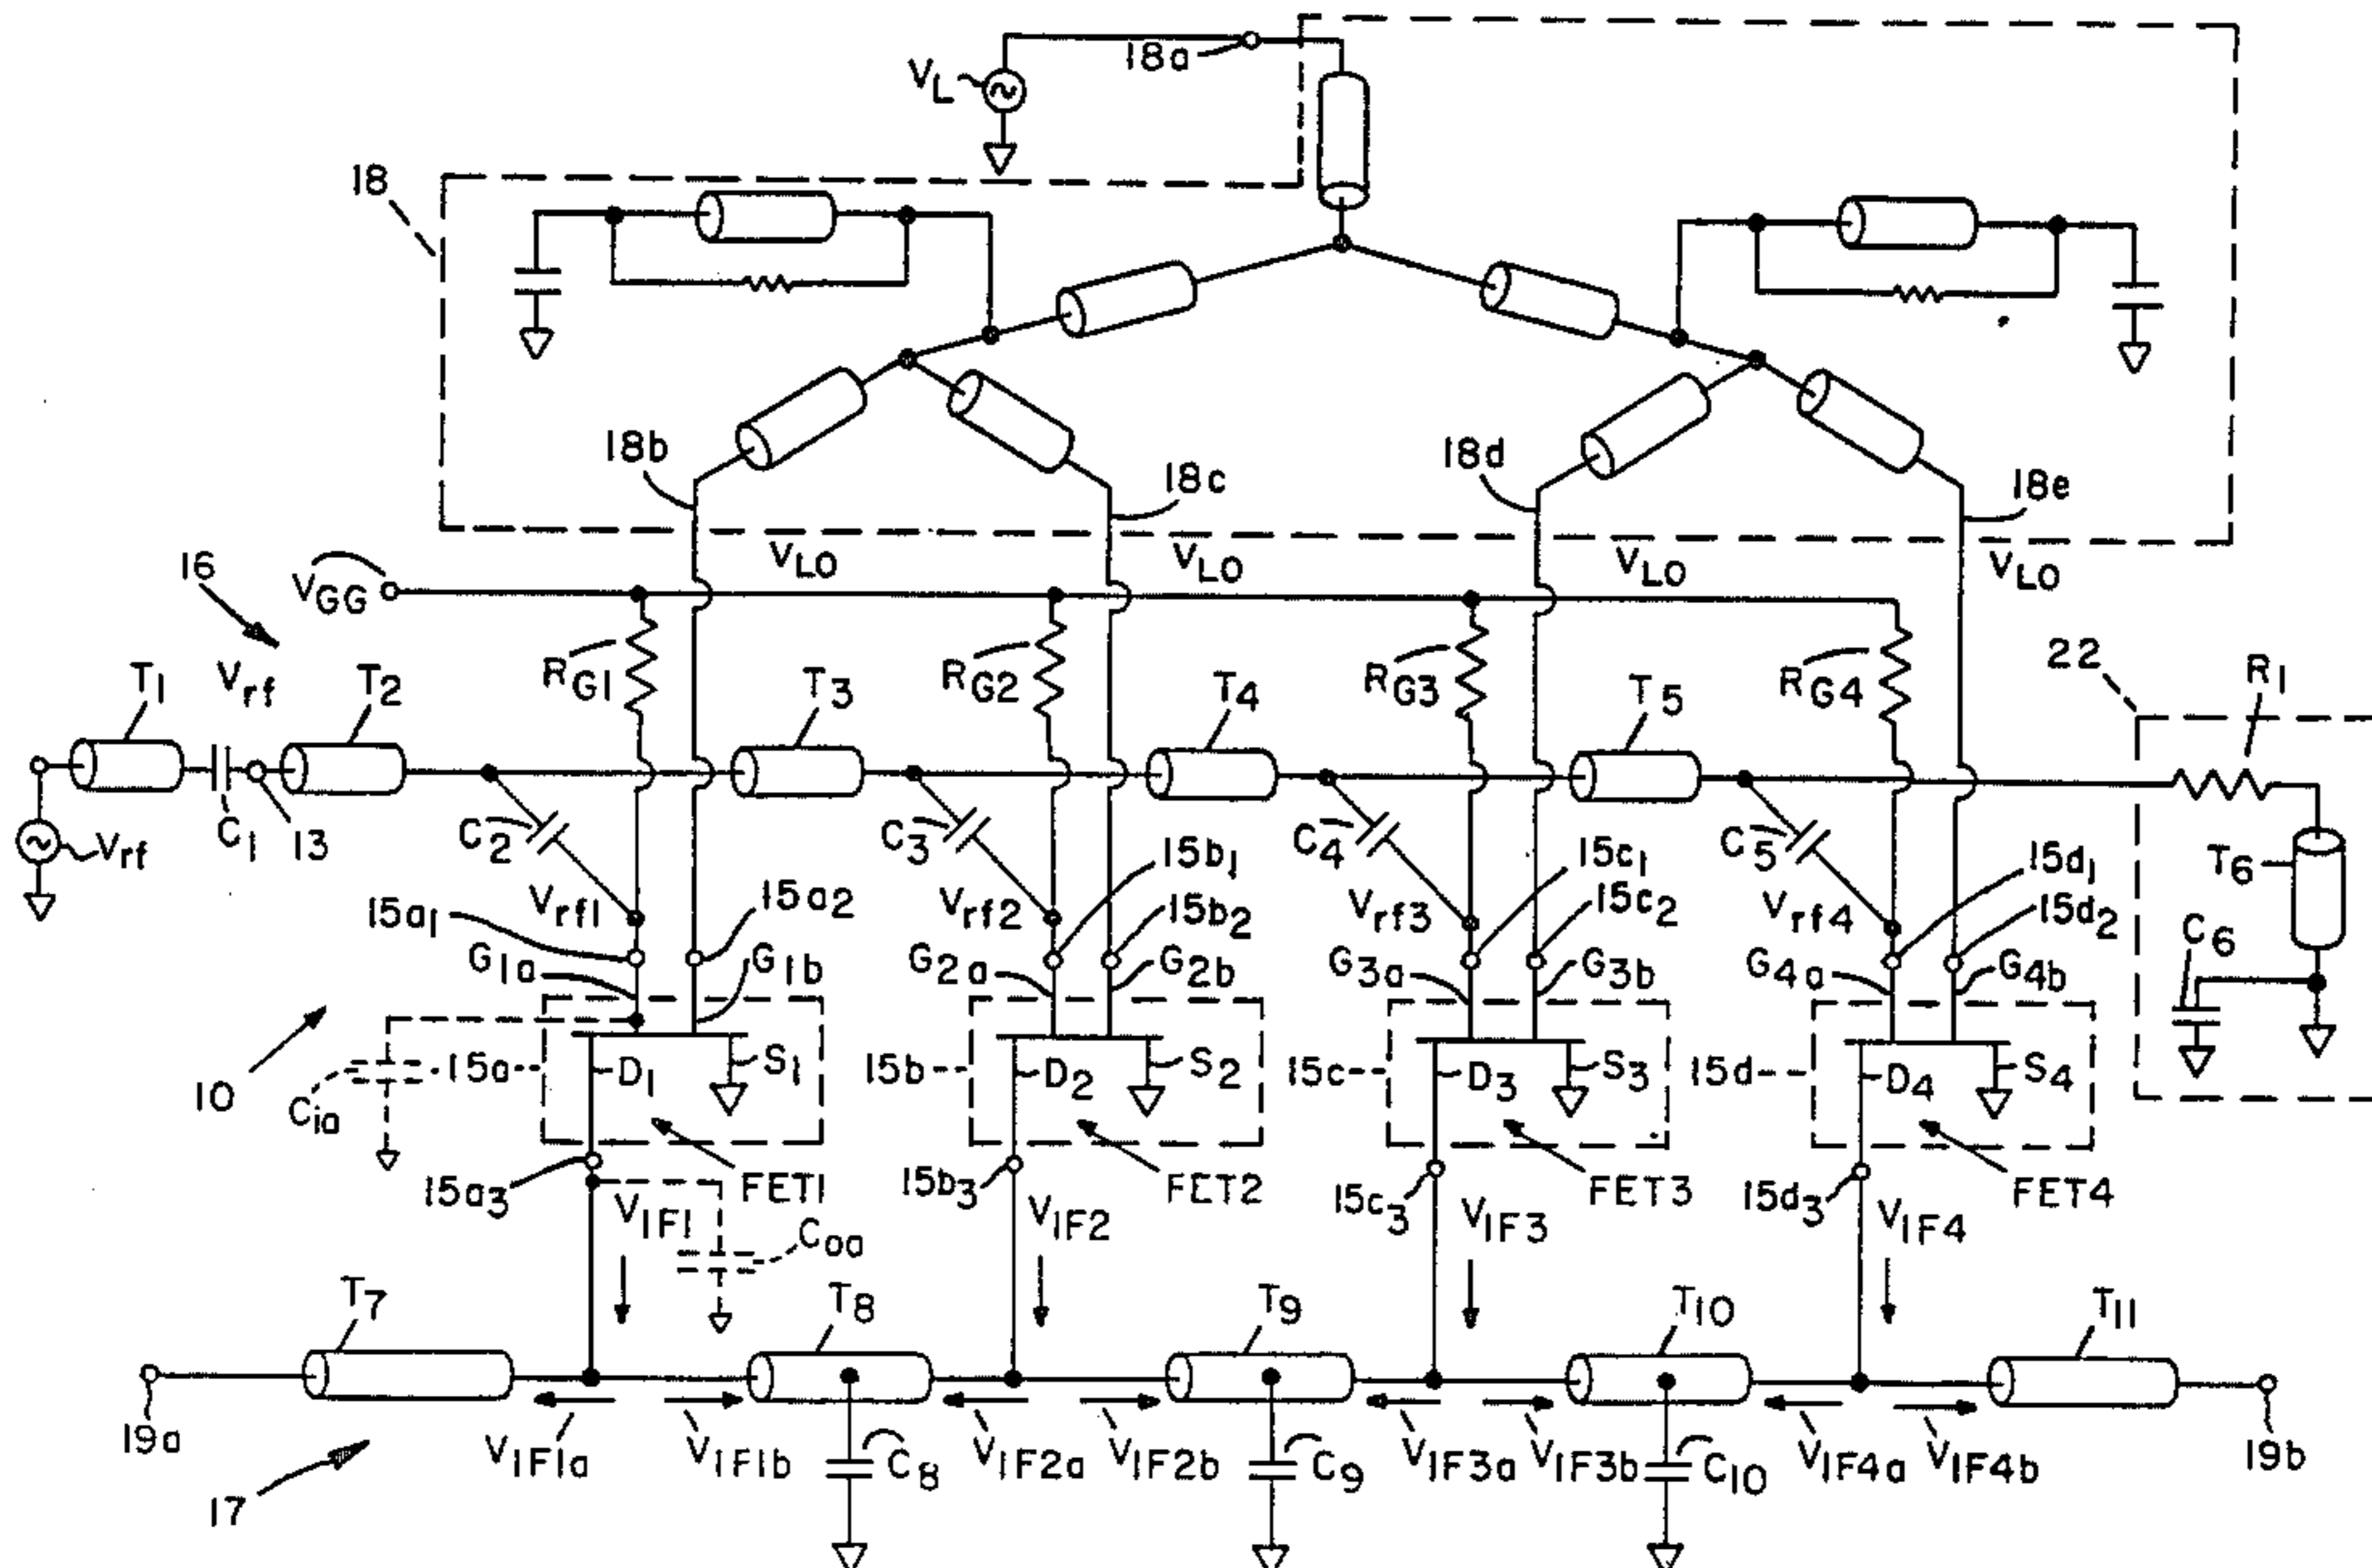 18a
VL
18
18b
18c
18d
18e
VLO
VLO
VLO
VLO
16
VGG
Vrf
RG1
RG2
RG3
RG4
22
R1
T1
T2
T3
T4
T5
C1
13
Vrf
C2
C3
C4
C5
T6
15a1
Vrf1
15a2
Vrf2
15b1
15b2
Vrf3
15c1
15c2
Vrf4
15d1
15d2
C6
G1a
G1b
G2a
G2b
G3a
G3b
G4a
G4b
10
Cia
15a
D1
S1
15b
D2
S2
15c
D3
S3
15d
D4
S4
15a3
FET1
15b3
FET2
15c3
FET3
15d3
FET4
VIF1
Coa
VIF2
VIF3
VIF4
T7
T8
T9
T10
T11
19a
VIF1a
VIF1b
C8
VIF2a
VIF2b
C9
VIF3a
VIF3b
C10
VIF4a
VIF4b
19b
17